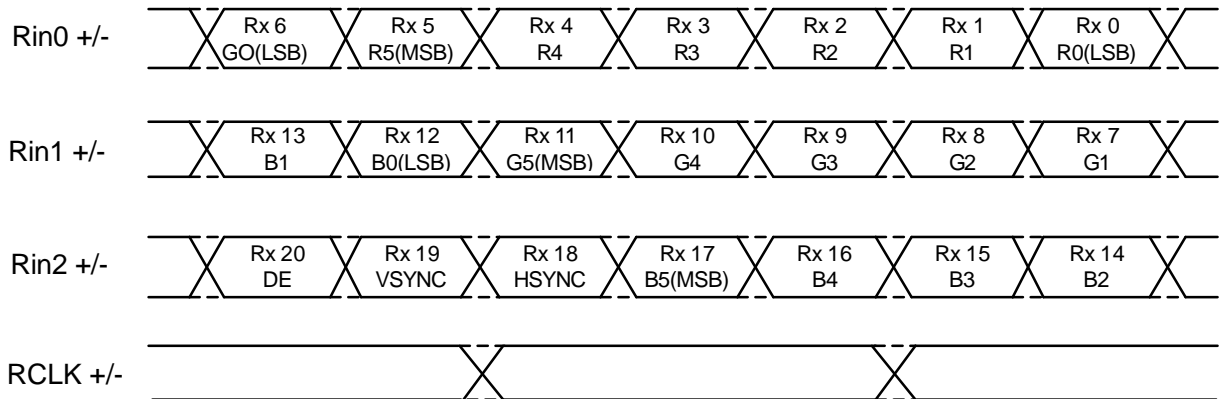 Rin0 +/-
Rx 6 Rx 5 Rx 4 Rx 3 Rx 2 Rx 1 Rx 0
GO(LSB) R5(MSB) R4 R3 R2 R1 R0(LSB)
Rin1 +/-
Rx 13 Rx 12 Rx 11 Rx 10 Rx 9 Rx 8 Rx 7
B1 B0(LSB) G5(MSB) G4 G3 G2 G1
Rin2 +/-
Rx 20 Rx 19 Rx 18 Rx 17 Rx 16 Rx 15 Rx 14
DE VSYNC HSYNC B5(MSB) B4 B3 B2
RCLK +/-